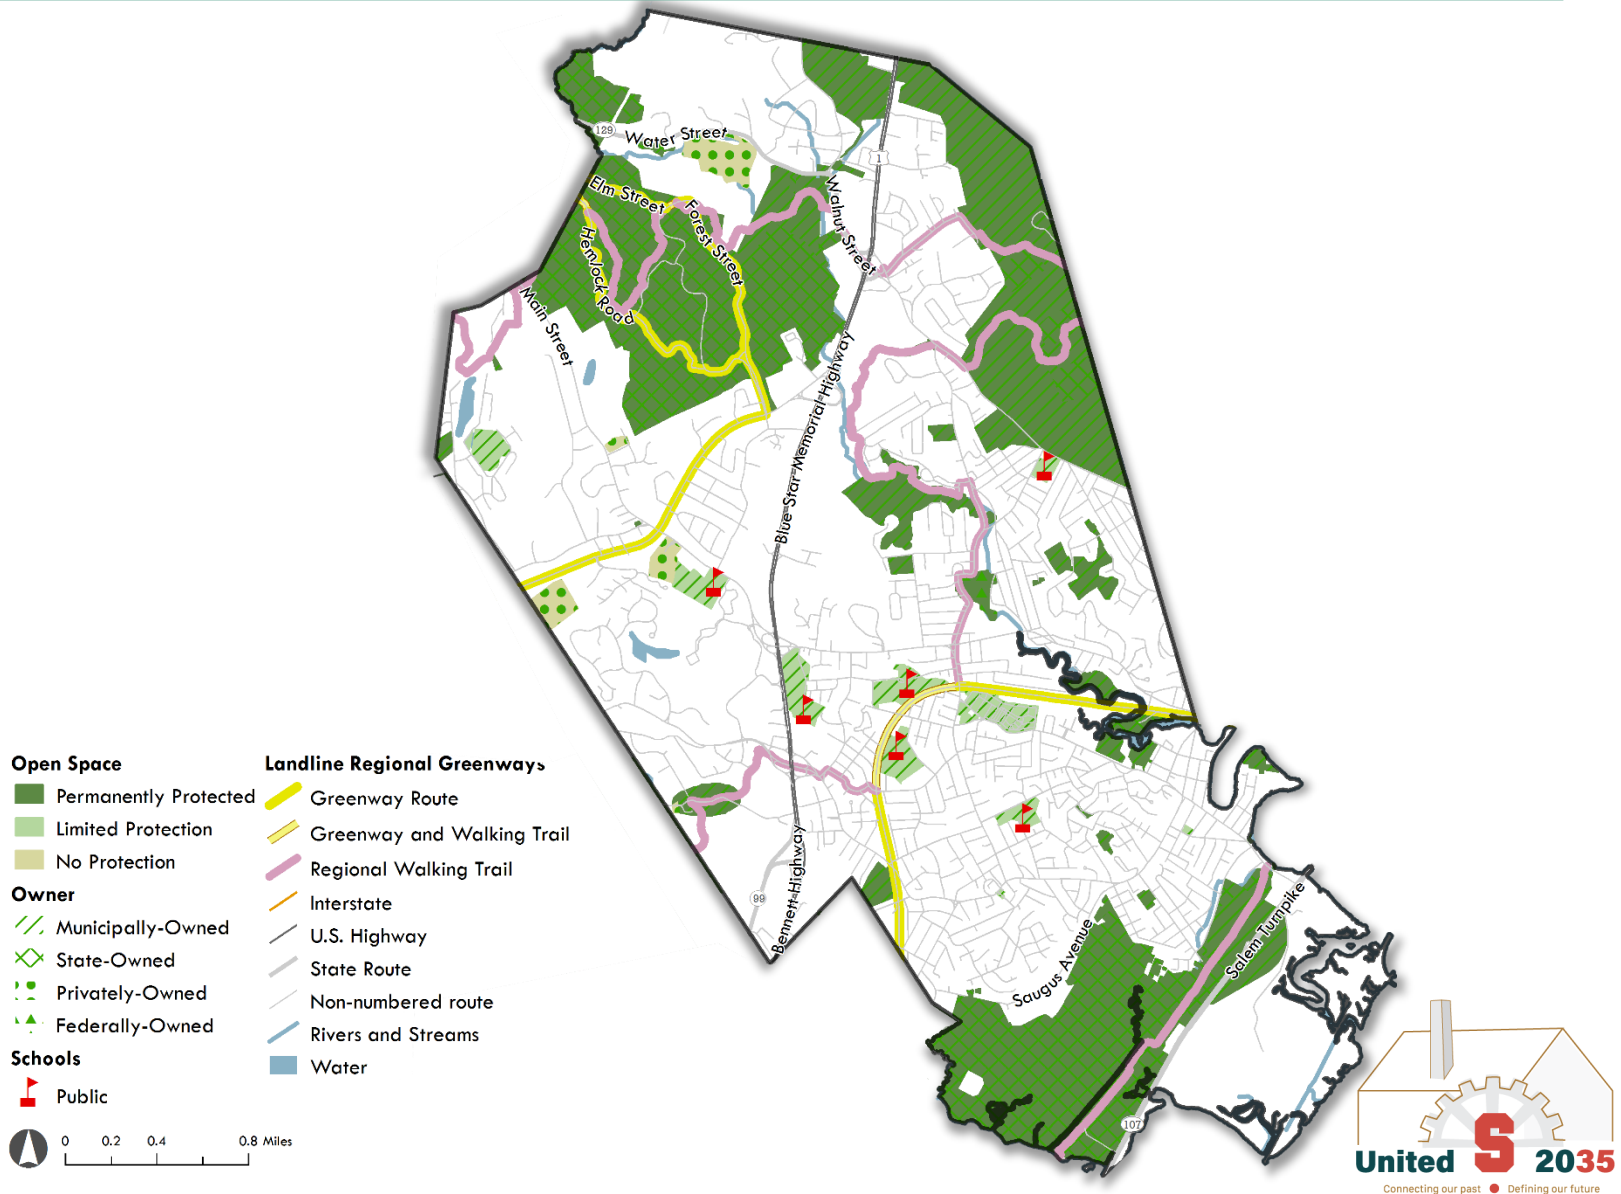 129
Water Street
1
Elm Street
Forest Street
Walnut Street
Hemlock Road
Main Street
Blue Star Memorial Highway
99
Bennett Highway
Saugus Avenue
Salem Turnpike
107
Open Space
Permanently Protected
Limited Protection
No Protection
Owner
Municipally-Owned
State-Owned
Privately-Owned
Federally-Owned
Schools
Public
Landline Regional Greenways
Greenway Route
Greenway and Walking Trail
Regional Walking Trail
Interstate
U.S. Highway
State Route
Non-numbered route
Rivers and Streams
Water
0 0.2 0.4 0.8 Miles
United S 2035
Connecting our past • Defining our future